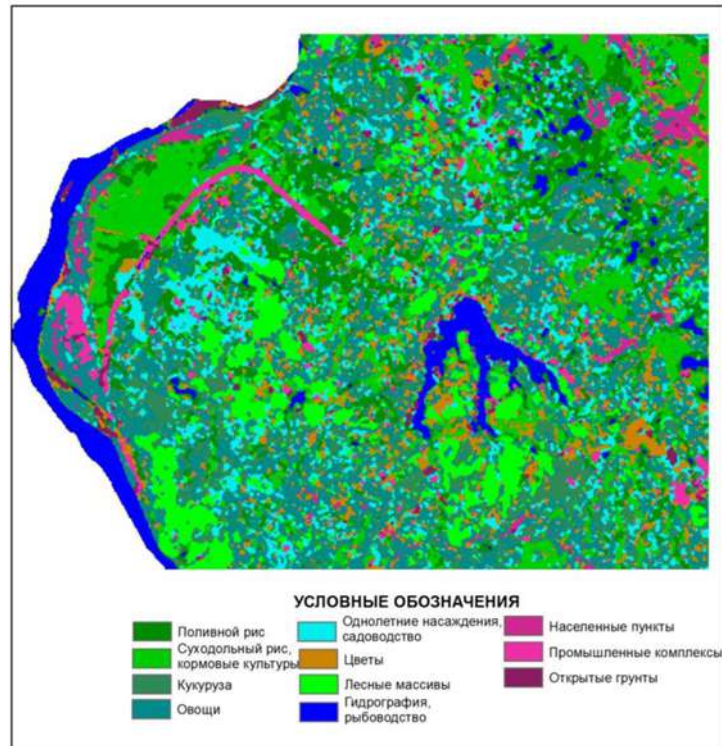 УСЛОВНЫЕ ОБОЗНАЧЕНИЯ
Поливной рис
Суходольный рис,
кормовые культуры
Кукуруза
Овощи
Однолетние насаждения,
садоводство
Цветы
Лесные массивы
Гидрография,
рыбоводство
Населенные пункты
Промышленные комплексы
Открытые грунты